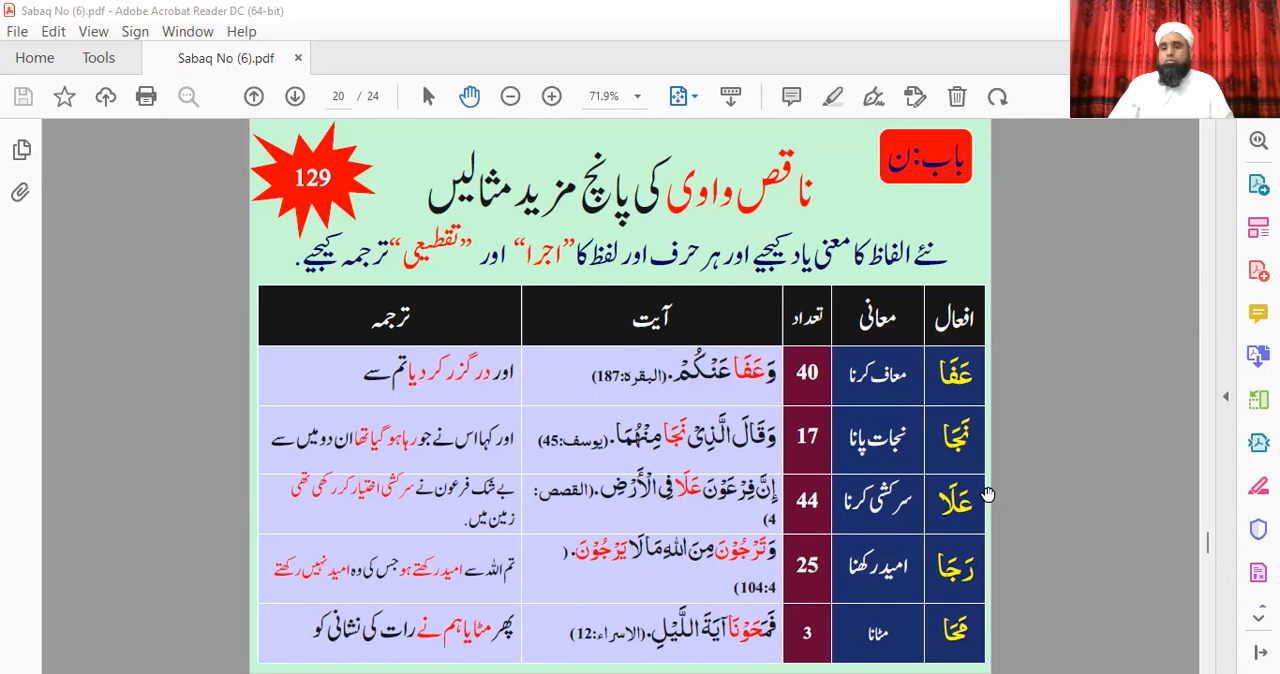 Sabaq No (6).pdf - Adobe Acrobat Reader DC (64-bit)
File Edit View Sign Window Help
Home Tools Sabaq No (6).pdf ×
20 / 24 71.9%
129
باب:ن
ناقص واوی کی پانچ مزید مثالیں
نئے الفاظ کا معنی یاد کیجیے اور ہر حرف اور لفظ کا "اجرا" اور "تقطیعی" ترجمہ کیجیے.
افعال معانی تعداد آیت ترجمہ
عَفَا معاف کرنا 40 وَعَفَا عَنْكُمْ.(البقرہ:187) اور درگزر کر دیا تم سے
نَجَا نجات پانا 17 وَقَالَ الَّذِیْ نَجَا مِنْهُمَا.(یوسف:45) اور کہا اس نے جو رہا ہو گیا تھا ان دو میں سے
عَلَا سرکشی کرنا 44 إِنَّ فِرْعَوْنَ عَلَا فِی الْأَرْضِ.(القصص:
4) بے شک فرعون نے سرکشی اختیار کر رکھی تھی
زمین میں.
رَجَا امید رکھنا 25 وَتَرْجُوْنَ مِنَ اللهِ مَا لَا یَرْجُوْنَ. (
104:4) تم اللہ سے امید رکھتے ہو جس کی وہ امید نہیں رکھتے
مَحَا مٹانا 3 فَمَحَوْنَا آیَةَ اللَّیْلِ.(الاسراء:12) پھر مٹایا ہم نے رات کی نشانی کو